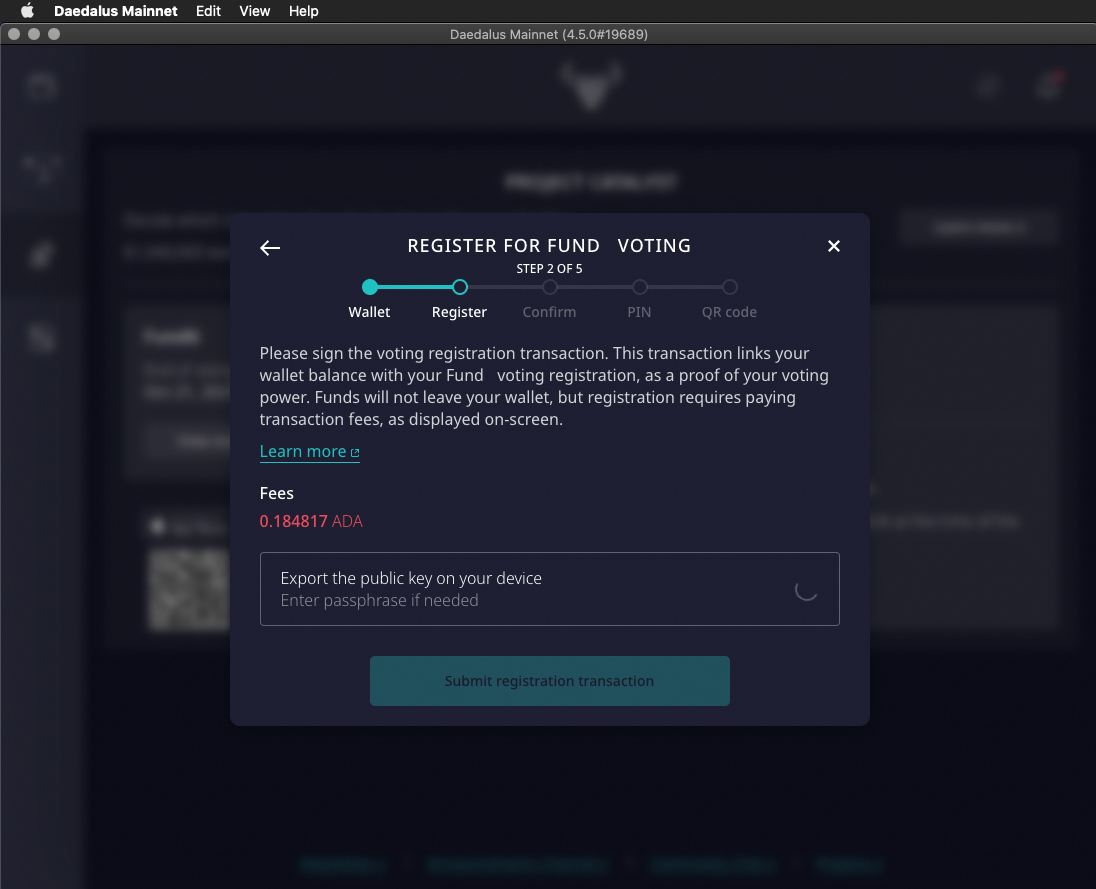 Daedalus Mainnet Edit View Help
Daedalus Mainnet (4.5.0#19689)
PROJECT CATALYST
REGISTER FOR FUND VOTING
STEP 2 OF 5
Wallet Register Confirm PIN QR code
Please sign the voting registration transaction. This transaction links your
wallet balance with your Fund voting registration, as a proof of your voting
power. Funds will not leave your wallet, but registration requires paying
transaction fees, as displayed on-screen.
Learn more
Fees
0.184817 ADA
Export the public key on your device
Enter passphrase if needed
Submit registration transaction